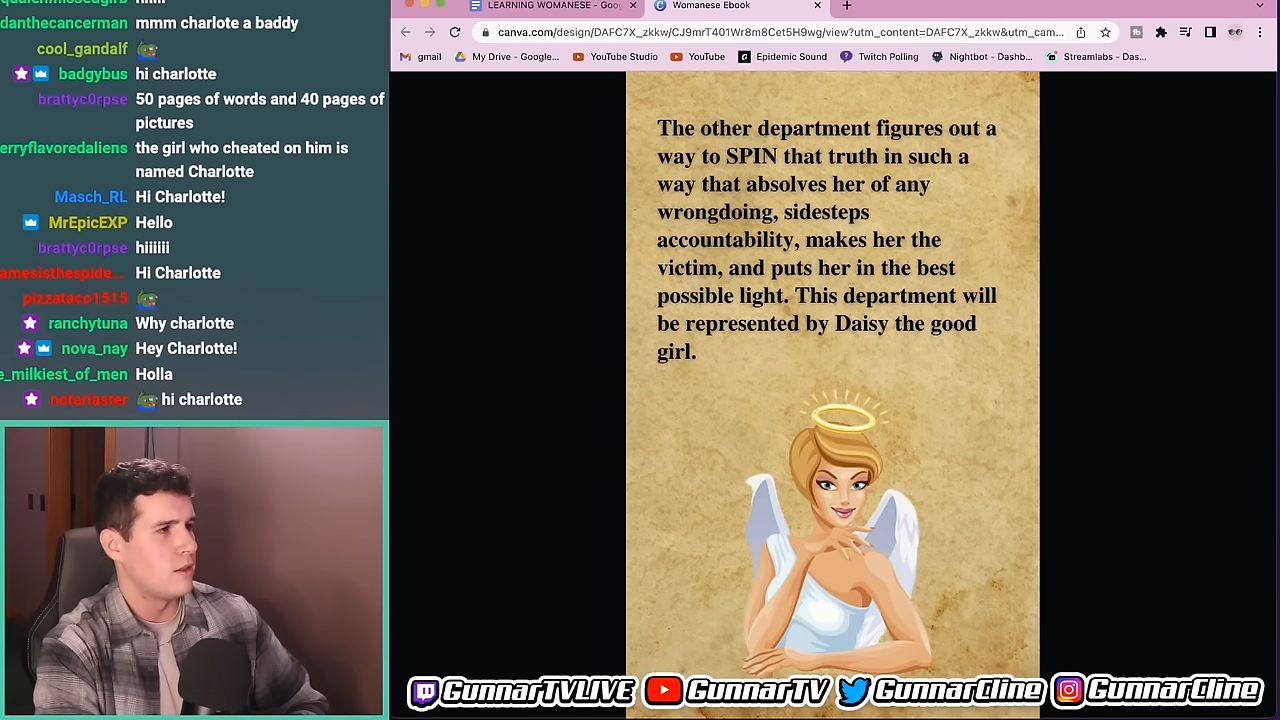 danthecancerman mmm charlote a baddy
cool_gandalf
badgybus hi charlotte
brattyc0rpse 50 pages of words and 40 pages of
pictures
erryflavoredaliens the girl who cheated on him is
named Charlotte
Masch_RL Hi Charlotte!
MrEpicEXP Hello
brattyc0rpse hiiiiii
amesisthespide... Hi Charlotte
pizzataco1515
ranchytuna Why charlotte
nova_nay Hey Charlotte!
e_milkiest_of_men Holla
notariaster hi charlotte
LEARNING WOMANESE - Goog
Womanese Ebook
canva.com/design/DAFC7X_zkkw/CJ9mrT401Wr8m8Cet5H9wg/view?utm_content=DAFC7X_zkkw&utm_cam...
gmail
My Drive - Google...
YouTube Studio
YouTube
Epidemic Sound
Twitch Polling
Nightbot - Dashb...
Streamlabs - Das...
The other department figures out a
way to SPIN that truth in such a
way that absolves her of any
wrongdoing, sidesteps
accountability, makes her the
victim, and puts her in the best
possible light. This department will
be represented by Daisy the good
girl.
GunnarTVLIVE
GunnarTV
GunnarCline
GunnarCline